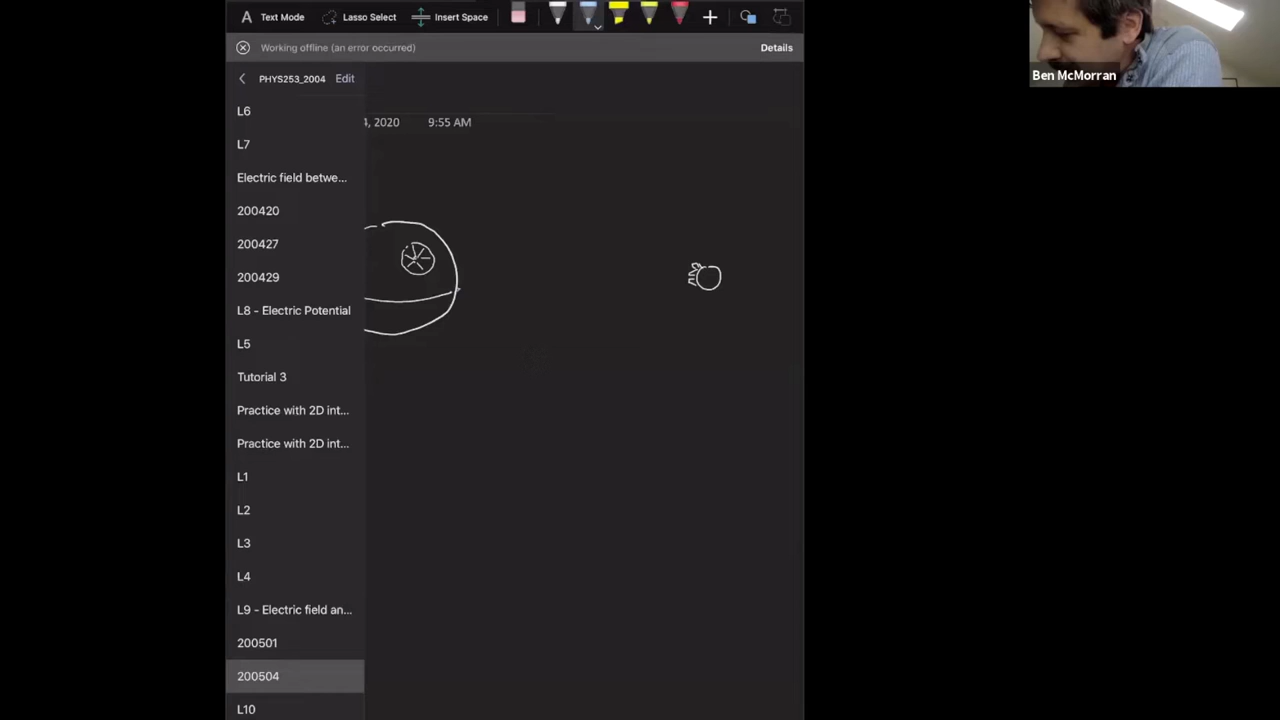 Text Mode Lasso Select Insert Space
Working offline (an error occurred) Details
PHYS253_2004 Edit
4, 2020 9:55 AM
L6
L7
Electric field betwe...
200420
200427
200429
L8 - Electric Potential
L5
Tutorial 3
Practice with 2D int...
Practice with 2D int...
L1
L2
L3
L4
L9 - Electric field an...
200501
200504
L10
Ben McMorran